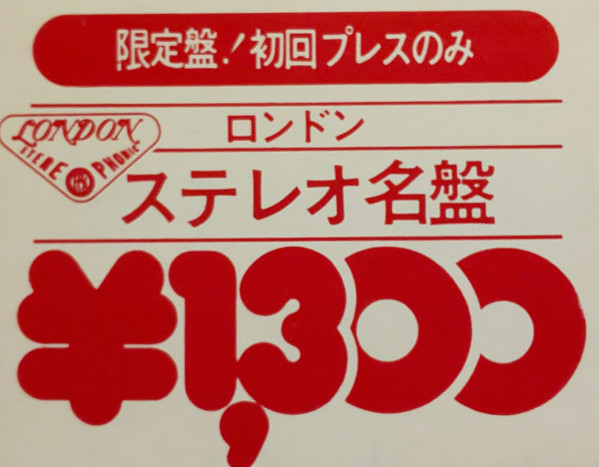 限定盤!初回プレスのみ
LONDON
STEREO PHONIC
ロンドン
ステレオ名盤
¥1,300